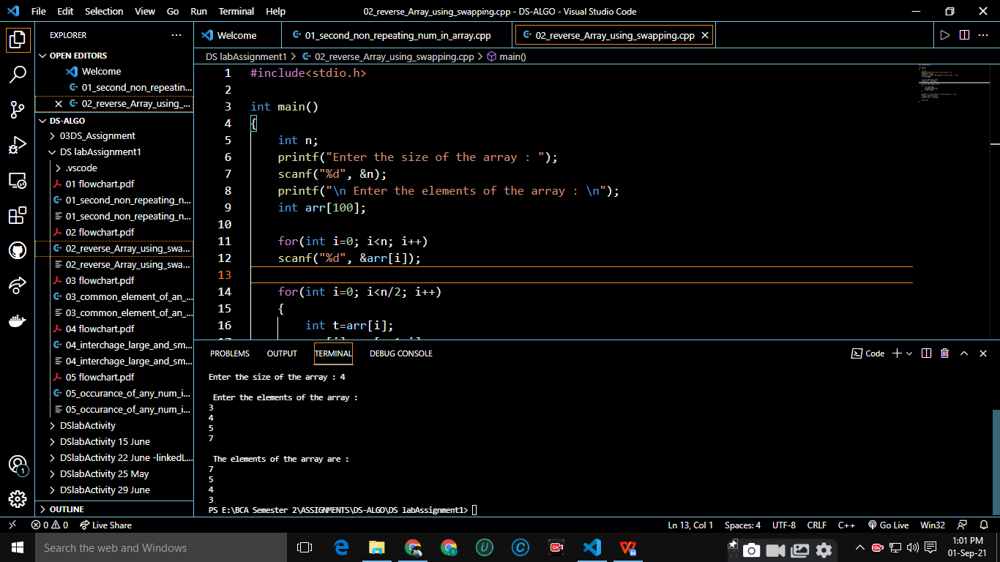 File Edit Selection View Go Run Terminal Help
02_reverse_Array_using_swapping.cpp - DS-ALGO - Visual Studio Code
EXPLORER
OPEN EDITORS
Welcome
01_second_non_repeatin...
02_reverse_Array_using_...
DS-ALGO
03DS_Assignment
DS labAssignment1
.vscode
01 flowchart.pdf
01_second_non_repeating_n...
01_second_non_repeating_n...
02 flowchart.pdf
02_reverse_Array_using_swa...
02_reverse_Array_using_swa...
03 flowchart.pdf
03_common_element_of_an_...
03_common_element_of_an_...
04 flowchart.pdf
04_interchage_large_and_sm...
04_interchage_large_and_sm...
05 flowchart.pdf
05_occurance_of_any_num_i...
05_occurance_of_any_num_i...
DSlabActivity
DSlabActivity 15 June
DSlabActivity 22 June -linkedL...
DSlabActivity 25 May
DSlabActivity 29 June
OUTLINE
Welcome 01_second_non_repeating_num_in_array.cpp 02_reverse_Array_using_swapping.cpp
DS labAssignment1 > 02_reverse_Array_using_swapping.cpp > main()
1 #include<stdio.h>
2
3 int main()
4 {
5 int n;
6 printf("Enter the size of the array : ");
7 scanf("%d", &n);
8 printf("\n Enter the elements of the array : \n");
9 int arr[100];
10
11 for(int i=0; i<n; i++)
12 scanf("%d", &arr[i]);
13
14 for(int i=0; i<n/2; i++)
15 {
16 int t=arr[i];
PROBLEMS OUTPUT TERMINAL DEBUG CONSOLE
Code
Enter the size of the array : 4
Enter the elements of the array :
3
4
5
7
The elements of the array are :
7
5
4
3
PS E:\BCA Semester 2\ASSIGNMENTS\DS-ALGO\DS labAssignment1>
1
0 0 Live Share
Ln 13, Col 1 Spaces: 4 UTF-8 CRLF C++ Go Live Win32
Search the web and Windows
1:01 PM
01-Sep-21